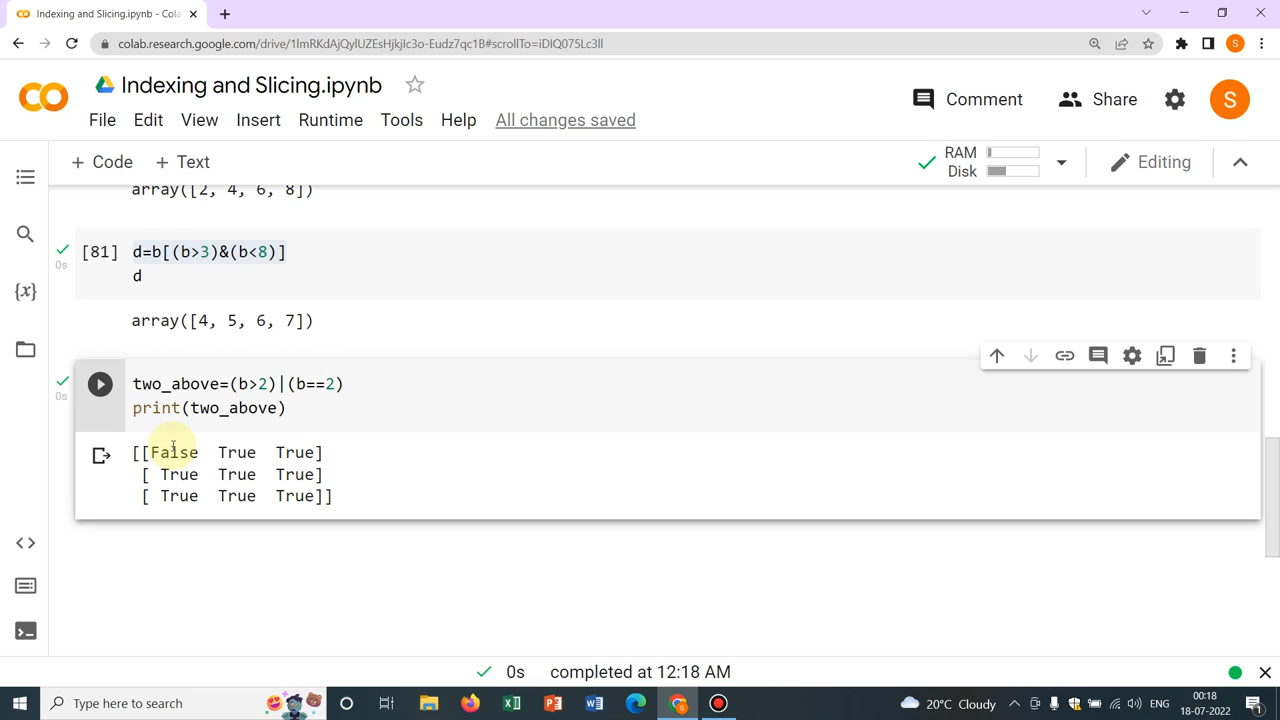 Indexing and Slicing.ipynb - Cola
colab.research.google.com/drive/1lmRKdAjQylUZEsHjkjIc3o-Eudz7qc1B#scrollTo=iDIQ075Lc3ll
S
CO
Indexing and Slicing.ipynb
Comment
Share
S
File Edit View Insert Runtime Tools Help All changes saved
+ Code + Text
RAM
Disk
Editing
array([2, 4, 6, 8])
[81] d=b[(b>3)&(b<8)]
0s
d
array([4, 5, 6, 7])
{x}
two_above=(b>2)|(b==2)
0s
print(two_above)
[[False True True]
[ True True True]
[ True True True]]
0s completed at 12:18 AM
Type here to search
20°C Cloudy
00:18
18-07-2022
1